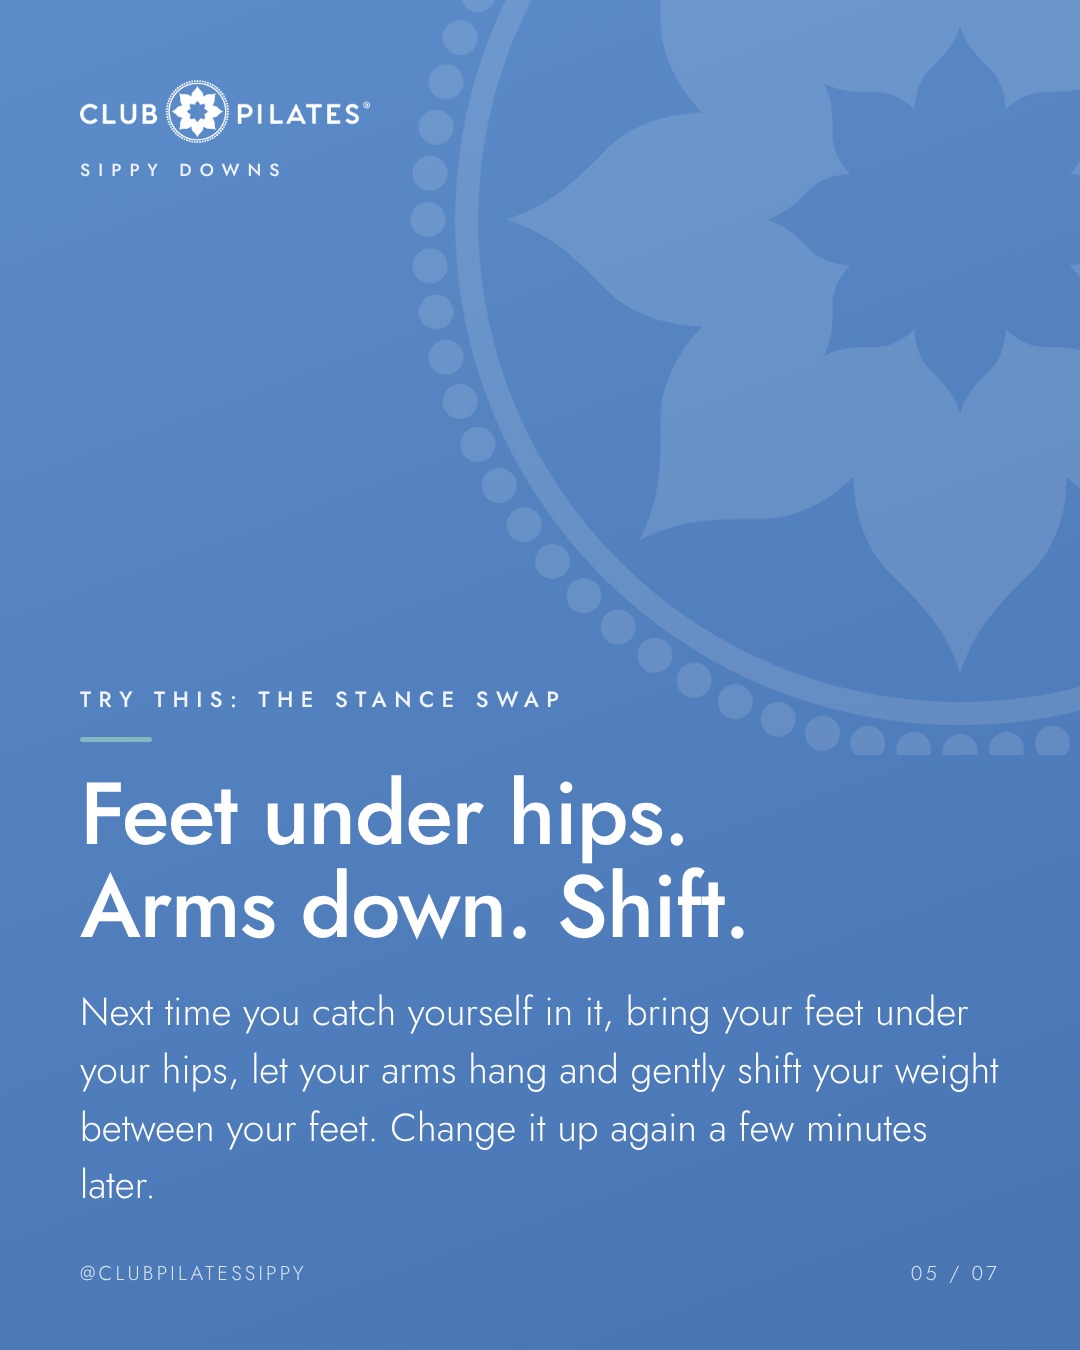 CLUB PILATES®
SIPPY DOWNS
TRY THIS: THE STANCE SWAP
Feet under hips.
Arms down. Shift.
Next time you catch yourself in it, bring your feet under
your hips, let your arms hang and gently shift your weight
between your feet. Change it up again a few minutes
later.
@CLUBPILATESSIPPY
05 / 07